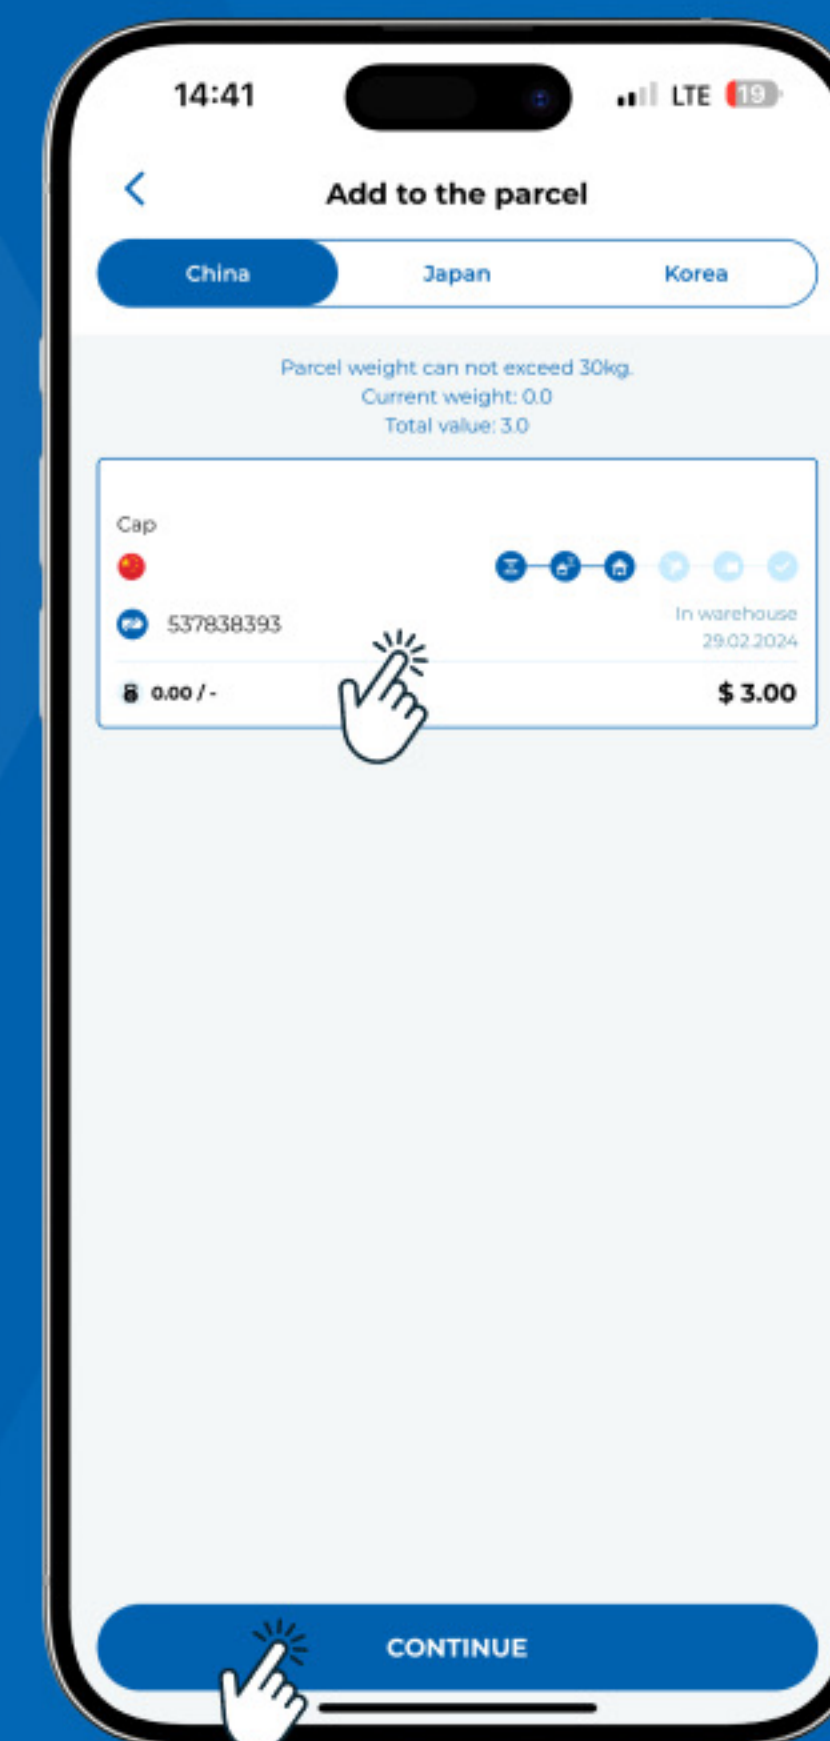 14:41
LTE 19
Add to the parcel
China Japan Korea
Parcel weight can not exceed 30kg.
Current weight: 0.0
Total value: 3.0
Cap
537838393
In warehouse
29.02.2024
0.00 / -
$ 3.00
CONTINUE